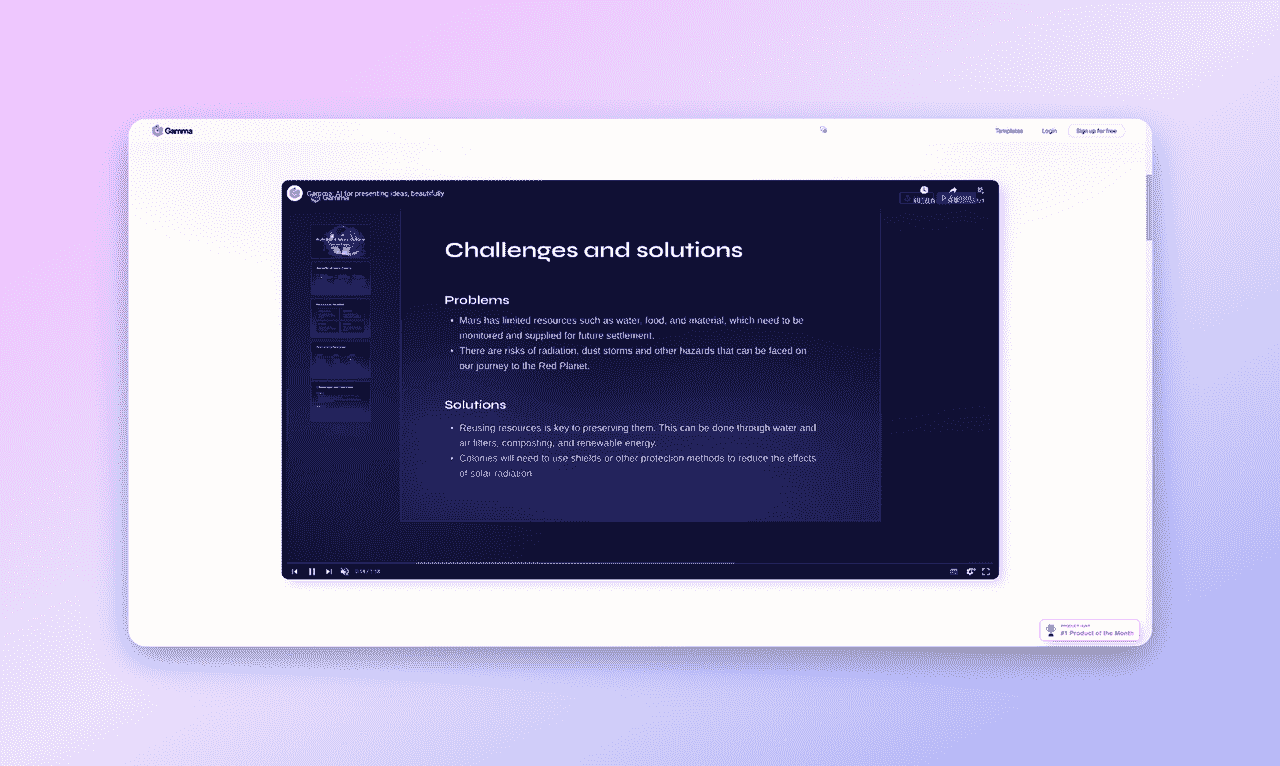 Gamma
Templates
Login
Sign up for free
Gamma: AI for presenting ideas, beautifully
Gamma
Challenges and solutions
Problems
• Mars has limited resources such as water, food, and material, which need to be
monitored and supplied for future settlement.
• There are risks of radiation, dust storms and other hazards that can be faced on
our journey to the Red Planet.
Solutions
• Reusing resources is key to preserving them. This can be done through water and
air filters, composting, and renewable energy.
• Colonies will need to use shields or other protection methods to reduce the effects
of solar radiation
#1 Product of the Month